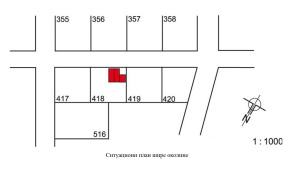 355 356 357 358
417 418 419 420
516
N
1 : 1000
Ситуациони план шире околине